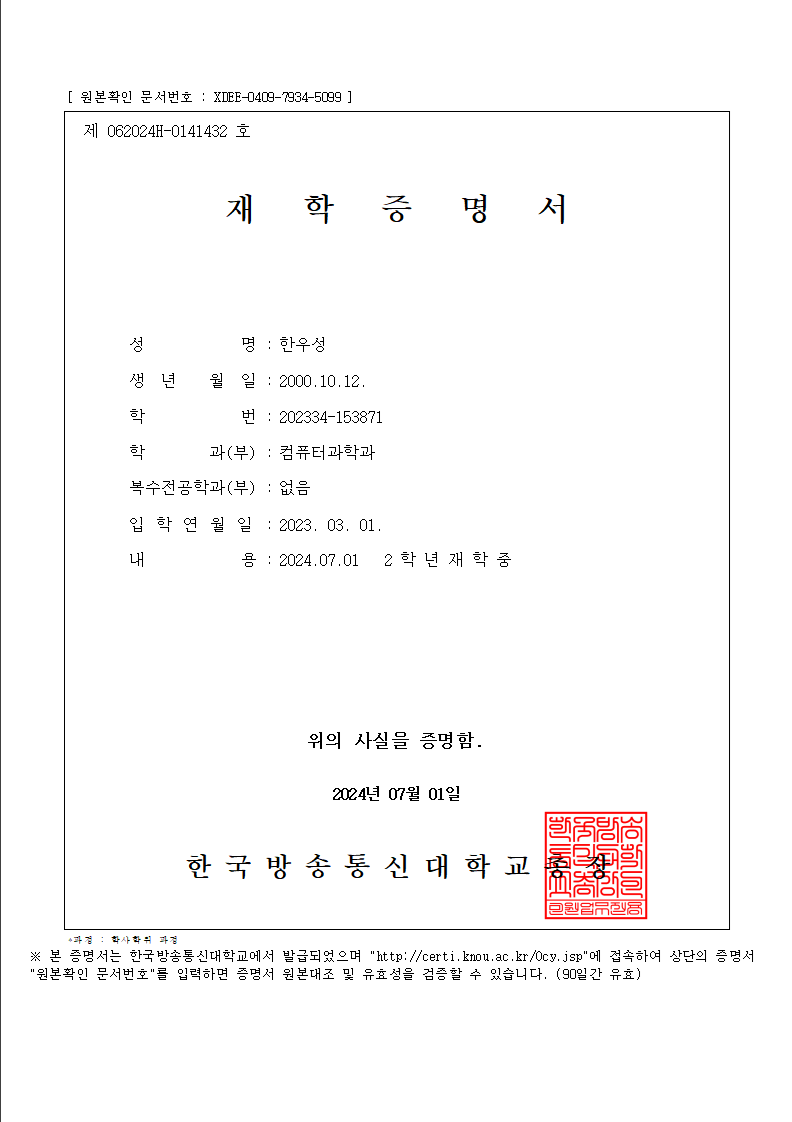 [ 원본확인 문서번호 : XDEE-0409-7934-5099 ]
제 062024H-0141432 호
재 학 증 명 서
성 명 : 한우성
생 년 월 일 : 2000.10.12.
학 번 : 202334-153871
학 과(부) : 컴퓨터과학과
복수전공학과(부) : 없음
입 학 연 월 일 : 2023. 03. 01.
내 용 : 2024.07.01 2 학 년 재 학 중
위의 사실을 증명함.
2024년 07월 01일
한 국 방 송 통 신 대 학 교 총 장
*과정 : 학사학위 과정
※ 본 증명서는 한국방송통신대학교에서 발급되었으며 "http://certi.knou.ac.kr/Ocy.jsp"에 접속하여 상단의 증명서
"원본확인 문서번호"를 입력하면 증명서 원본대조 및 유효성을 검증할 수 있습니다. (90일간 유효)